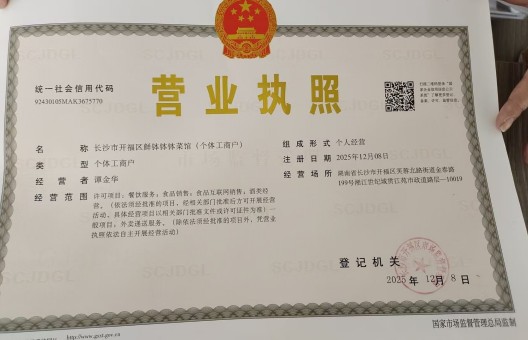 营业执照
统一社会信用代码
92430105MAK3675770
名 称 长沙市开福区酥钵钵钵菜馆（个体工商户）
类 型 个体工商户
经 营 者 谭金华
经 营 范 围 许可项目：餐饮服务；食品销售；食品互联网销售；酒类经
营。（依法须经批准的项目，经相关部门批准后方可开展经营
活动，具体经营项目以相关部门批准文件或许可证件为准）一
般项目：外卖递送服务。（除依法须经批准的项目外，凭营业
执照依法自主开展经营活动）
组 成 形 式 个人经营
注 册 日 期 2025年12月08日
经 营 场 所 湖南省长沙市开福区芙蓉北路街道金泰路
199号湘江世纪城赏江苑市政道路层-10019
登 记 机 关
2025 年 12 月 8 日
http://www.gsxt.gov.cn
国家市场监督管理总局监制